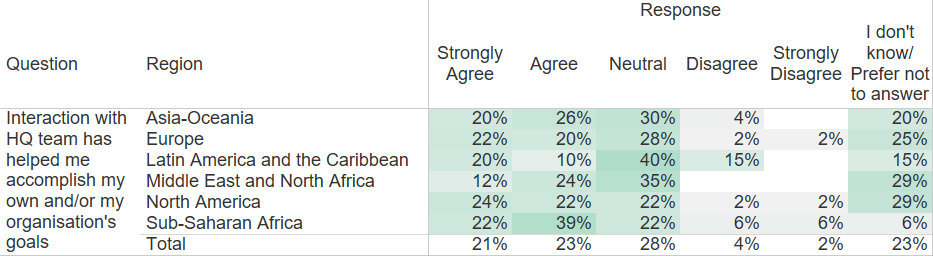 Response
Question Region Strongly Agree Agree Neutral Disagree Strongly Disagree I don't know/ Prefer not to answer
Interaction with Asia-Oceania 20% 26% 30% 4% 20%
HQ team has Europe 22% 20% 28% 2% 2% 25%
helped me Latin America and the Caribbean 20% 10% 40% 15% 15%
accomplish my Middle East and North Africa 12% 24% 35% 29%
own and/or my North America 24% 22% 22% 2% 2% 29%
organisation's Sub-Saharan Africa 22% 39% 22% 6% 6% 6%
goals Total 21% 23% 28% 4% 2% 23%